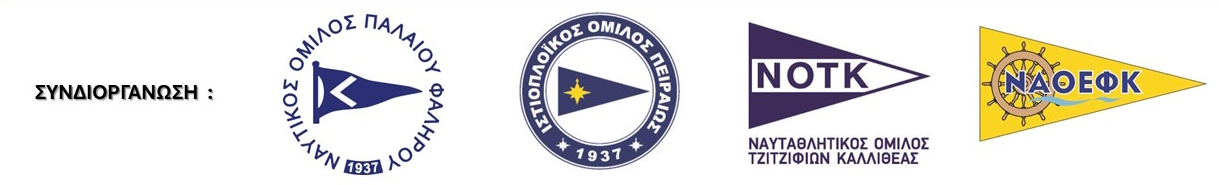 ΣΥΝΔΙΟΡΓΑΝΩΣΗ :
ΝΑΥΤΙΚΟΣ ΟΜΙΛΟΣ ΠΑΛΑΙΟΥ ΦΑΛΗΡΟΥ
1937
ΙΣΤΙΟΠΛΟΪΚΟΣ ΟΜΙΛΟΣ ΠΕΙΡΑΙΩΣ
1937
ΝΟΤΚ
ΝΑΥΤΑΘΛΗΤΙΚΟΣ ΟΜΙΛΟΣ
ΤΖΙΤΖΙΦΙΩΝ ΚΑΛΛΙΘΕΑΣ
ΝΑΟΕΦΚ